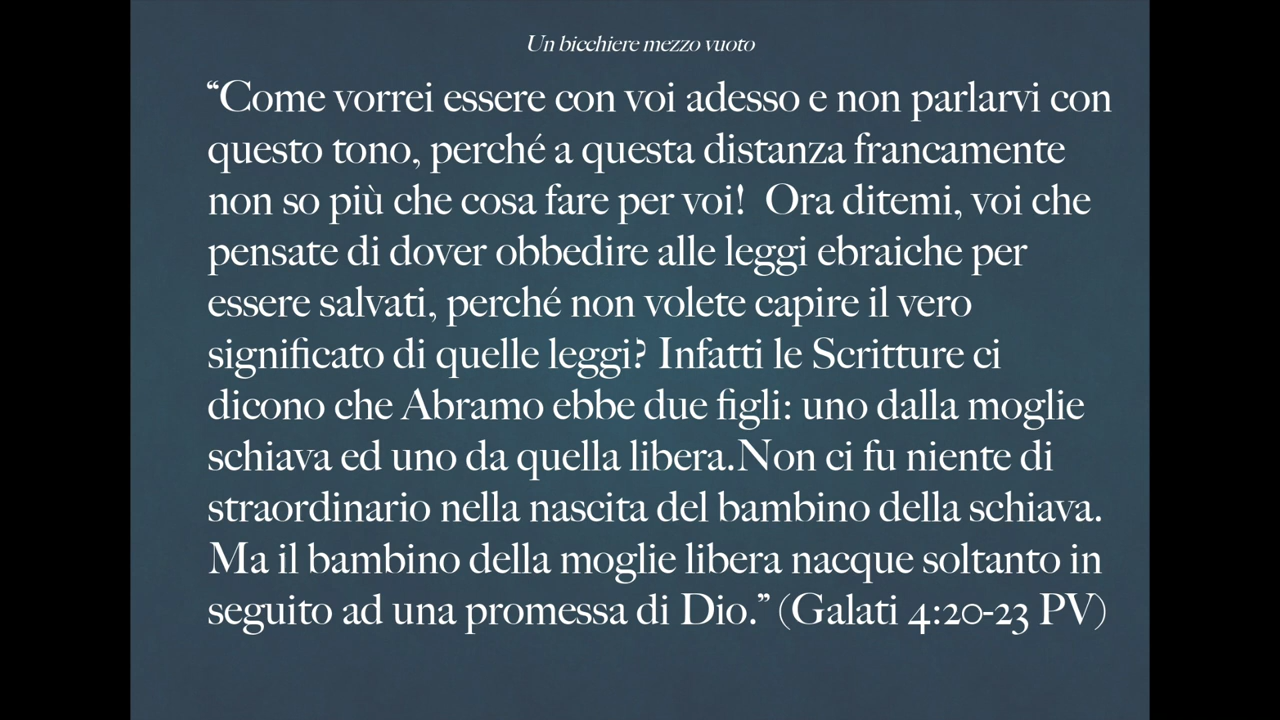 Un bicchiere mezzo vuoto
“Come vorrei essere con voi adesso e non parlarvi con
questo tono, perché a questa distanza francamente
non so più che cosa fare per voi!  Ora ditemi, voi che
pensate di dover obbedire alle leggi ebraiche per
essere salvati, perché non volete capire il vero
significato di quelle leggi? Infatti le Scritture ci
dicono che Abramo ebbe due figli: uno dalla moglie
schiava ed uno da quella libera.Non ci fu niente di
straordinario nella nascita del bambino della schiava.
Ma il bambino della moglie libera nacque soltanto in
seguito ad una promessa di Dio.” (Galati 4:20-23 PV)